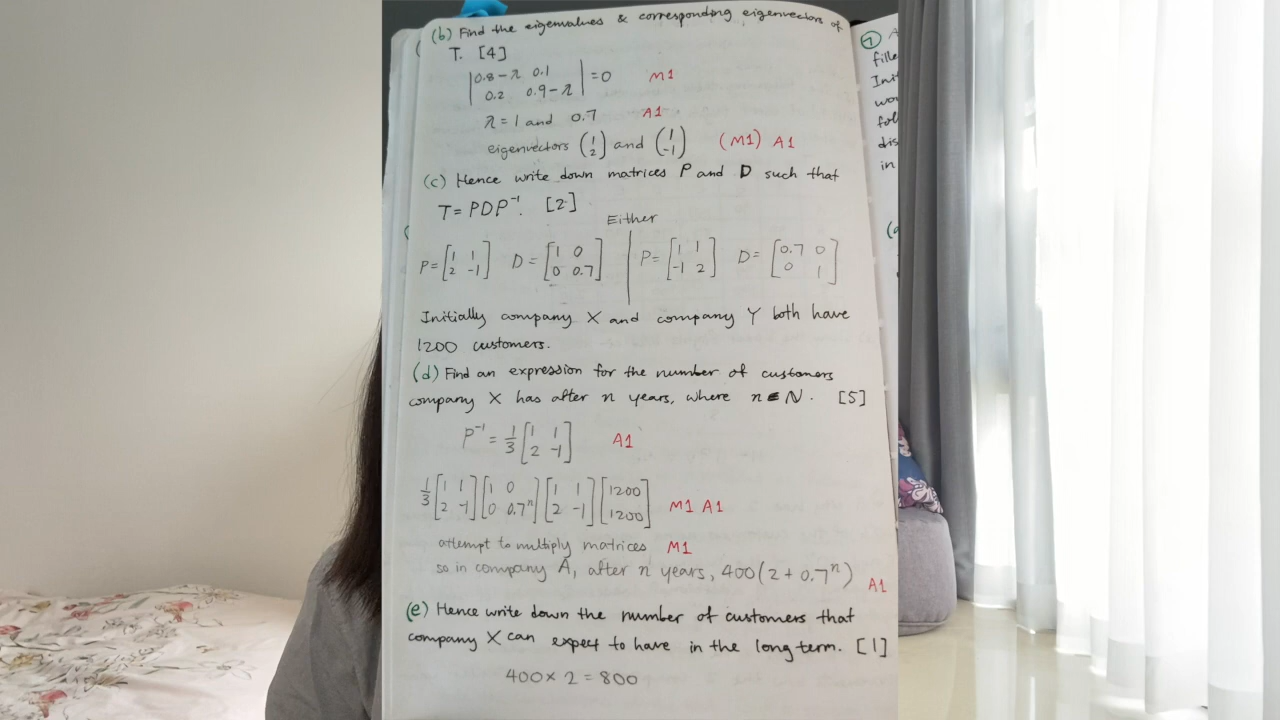 (b) Find the eigenvalues & corresponding eigenvectors of
T. [4]
|0.8-λ 0.1
0.2 0.9-λ| =0 M1
λ=1 and 0.7 A1
eigenvectors (1 2) and (1 -1) (M1) A1
(c) Hence write down matrices P and D such that
T=PDP⁻¹. [2]
Either
P=[1 1
2 -1] D=[1 0
0 0.7] | P=[1 1
-1 2] D=[0.7 0
0 1]
Initially company X and company Y both have
1200 customers.
(d) Find an expression for the number of customers
company X has after n years, where n∈N. [5]
P⁻¹=1/3[1 1
2 -1] A1
1/3[1 1
2 -1][1 0
0 0.7ⁿ][1 1
2 -1][1200
1200] M1 A1
attempt to multiply matrices M1
so in company A, after n years, 400(2+0.7ⁿ) A1
(e) Hence write down the number of customers that
company X can expect to have in the long term. [1]
400×2=800
7
fille
Init
wo
fol
dis
in